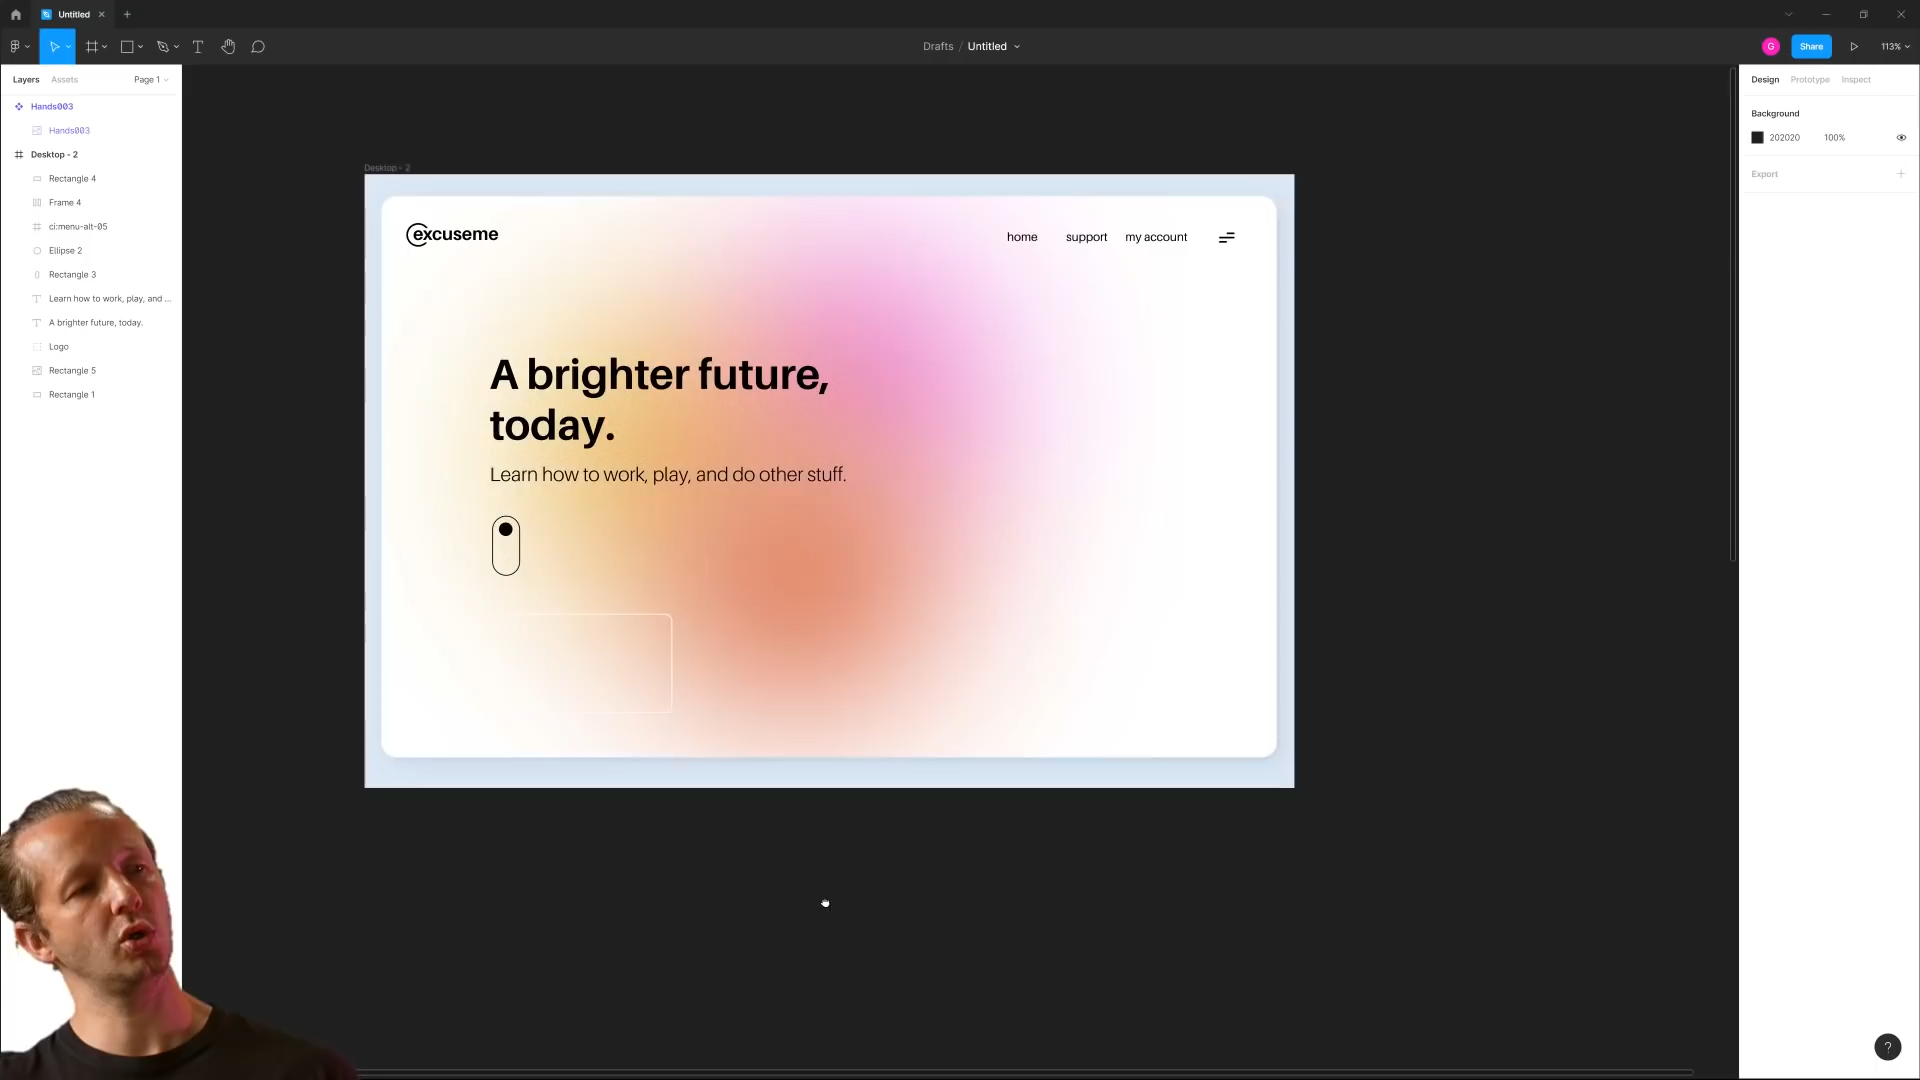 Untitled
Drafts / Untitled
G
Share
113%
Layers
Assets
Page 1
Design
Prototype
Inspect
Hands003
Hands003
Desktop - 2
Rectangle 4
Frame 4
ci:menu-alt-05
Ellipse 2
Rectangle 3
Learn how to work, play, and ...
A brighter future, today.
Logo
Rectangle 5
Rectangle 1
Desktop - 2
excuseme
home
support
my account
A brighter future,
today.
Learn how to work, play, and do other stuff.
Background
202020
100%
Export
?